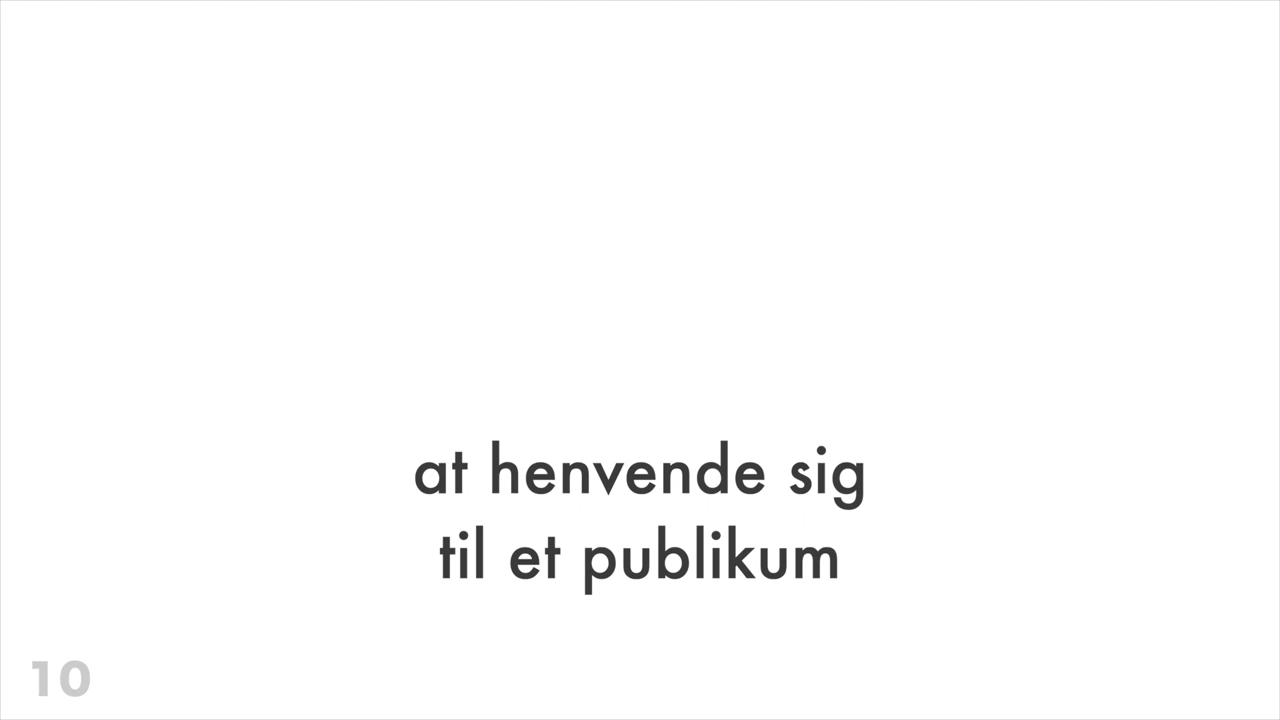 at henvende sig
til et publikum
10